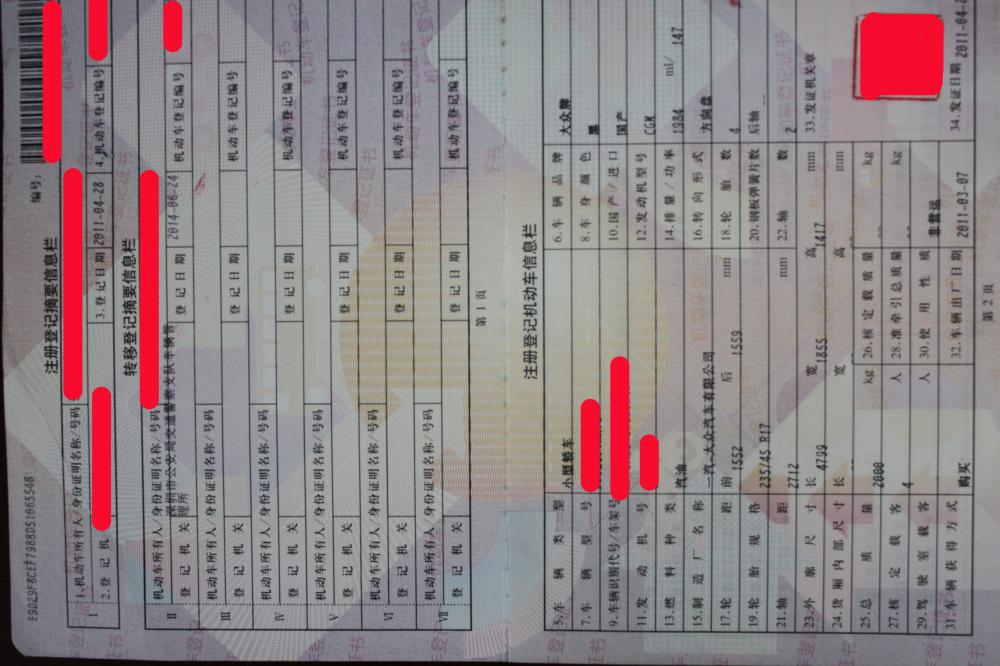 编号:
E9D29F8CEF7988D51065548
注册登记摘要信息栏
Ⅰ 1.机动车所有人/身份证明名称/号码
2.登记机 3.登记日期 2011-04-28 4.机动车登记编号
转移登记摘要信息栏
Ⅱ 机动车所有人/身份证明名称/号码
登记机关 深圳市公安局交通警察支队车辆管理所 登记日期 2014-06-24 机动车登记编号
Ⅲ 机动车所有人/身份证明名称/号码
登记机关 登记日期 机动车登记编号
Ⅳ 机动车所有人/身份证明名称/号码
登记机关 登记日期 机动车登记编号
Ⅴ 机动车所有人/身份证明名称/号码
登记机关 登记日期 机动车登记编号
Ⅵ 机动车所有人/身份证明名称/号码
登记机关 登记日期 机动车登记编号
Ⅶ 机动车所有人/身份证明名称/号码
登记机关 登记日期 机动车登记编号
第1页
注册登记机动车信息栏
5.车辆类型 小型轿车 6.车辆品牌 大众牌
7.车辆型号 8.车身颜色 黑
9.车辆识别代号/车架号 10.国产/进口 国产
11.发动机号 12.发动机型号 CGM
13.燃料种类 汽油 14.排量/功率 1984 ml/ 147
15.制造厂名称 一汽-大众汽车有限公司 16.转向形式 方向盘
17.轮距 前 1552 后 1559 mm 18.轮胎数 4
19.轮胎规格 235/45 R17 20.钢板弹簧片数 后轴
21.轴距 2712 mm 22.轴数 2
23.外廓尺寸 长 4799 宽 1855 高 1417 mm 33.发证机关章
24.货厢内部尺寸 长 宽 高 mm
25.总质量 2000 kg 26.核定载质量 kg
27.核定载客 4 人 28.准牵引总质量 kg
29.驾驶室载客 人 30.使用性质 非营运
31.车辆获得方式 购买 32.车辆出厂日期 2011-03-07 34.发证日期 2011-04-2
第2页